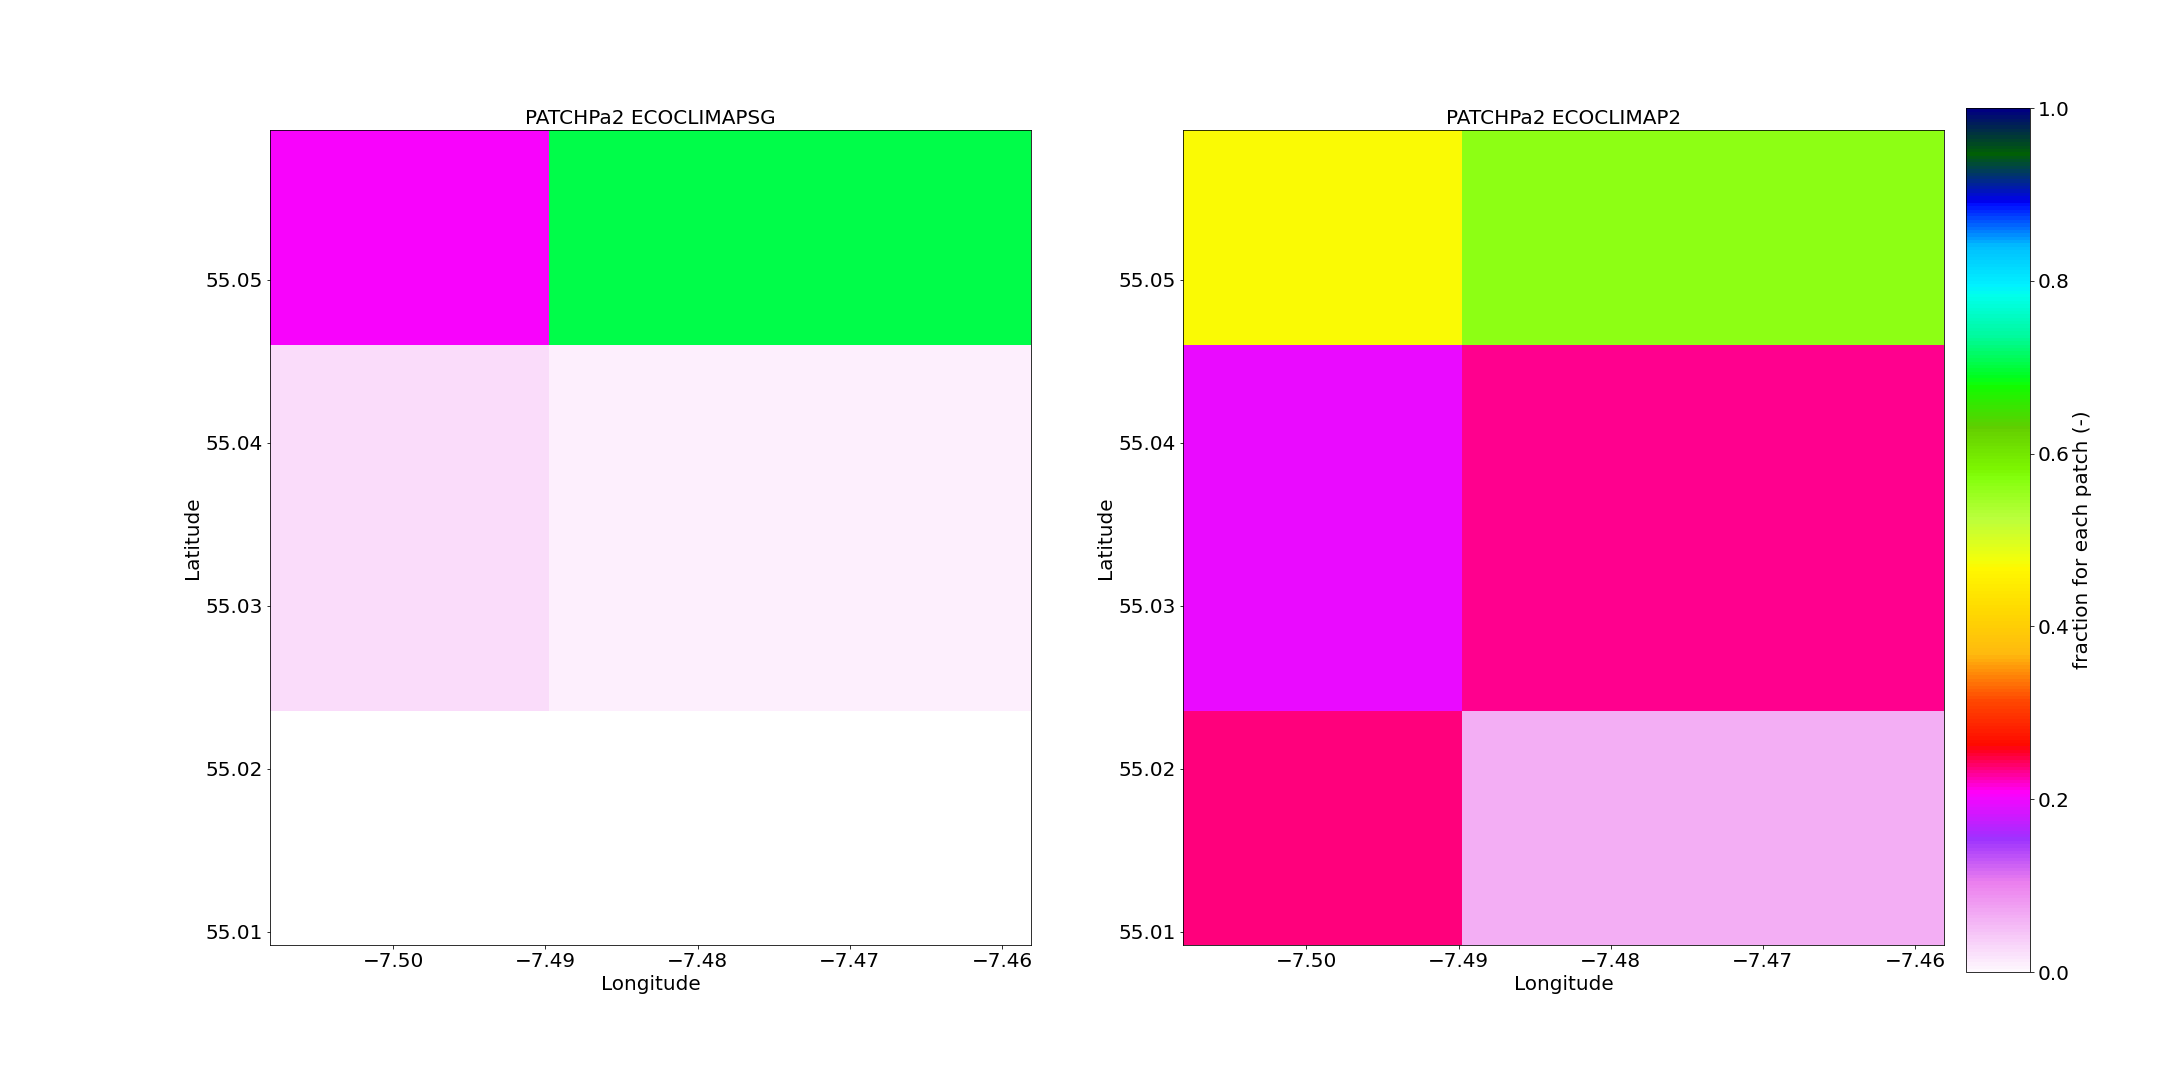 PATCHPa2 ECOCLIMAPSG
55.05
55.04
55.03
55.02
55.01
Latitude
−7.50 −7.49 −7.48 −7.47 −7.46
Longitude
PATCHPa2 ECOCLIMAP2
55.05
55.04
55.03
55.02
55.01
Latitude
−7.50 −7.49 −7.48 −7.47 −7.46
Longitude
1.0
0.8
0.6
0.4
0.2
0.0
fraction for each patch (-)